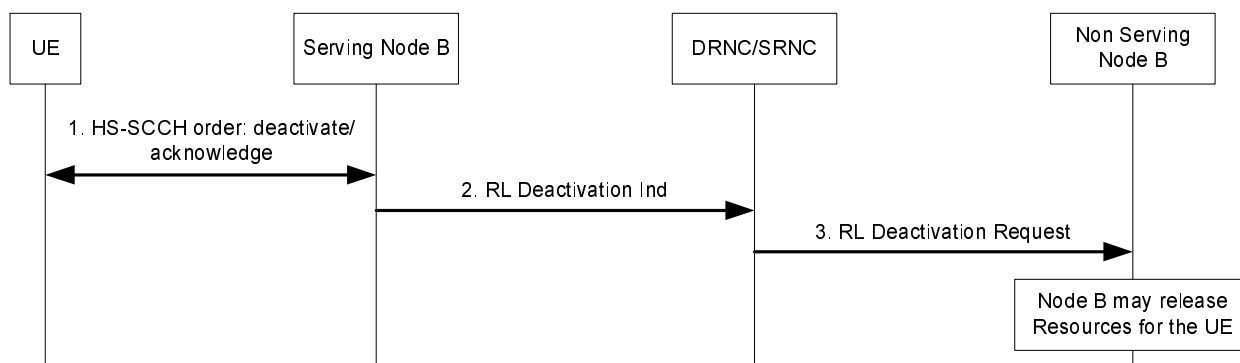 UE
Serving Node B
DRNC/SRNC
Non Serving
Node B
1. HS-SCCH order: deactivate/
acknowledge
2. RL Deactivation Ind
3. RL Deactivation Request
Node B may release
Resources for the UE